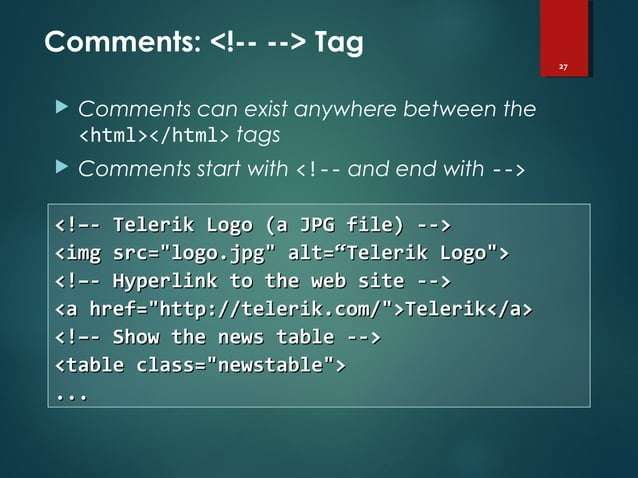 Comments: <!-- --> Tag
27
Comments can exist anywhere between the
<html></html> tags
Comments start with <!-- and end with -->
<!–- Telerik Logo (a JPG file) -->
<img src="logo.jpg" alt=“Telerik Logo">
<!–- Hyperlink to the web site -->
<a href="http://telerik.com/">Telerik</a>
<!–- Show the news table -->
<table class="newstable">
...